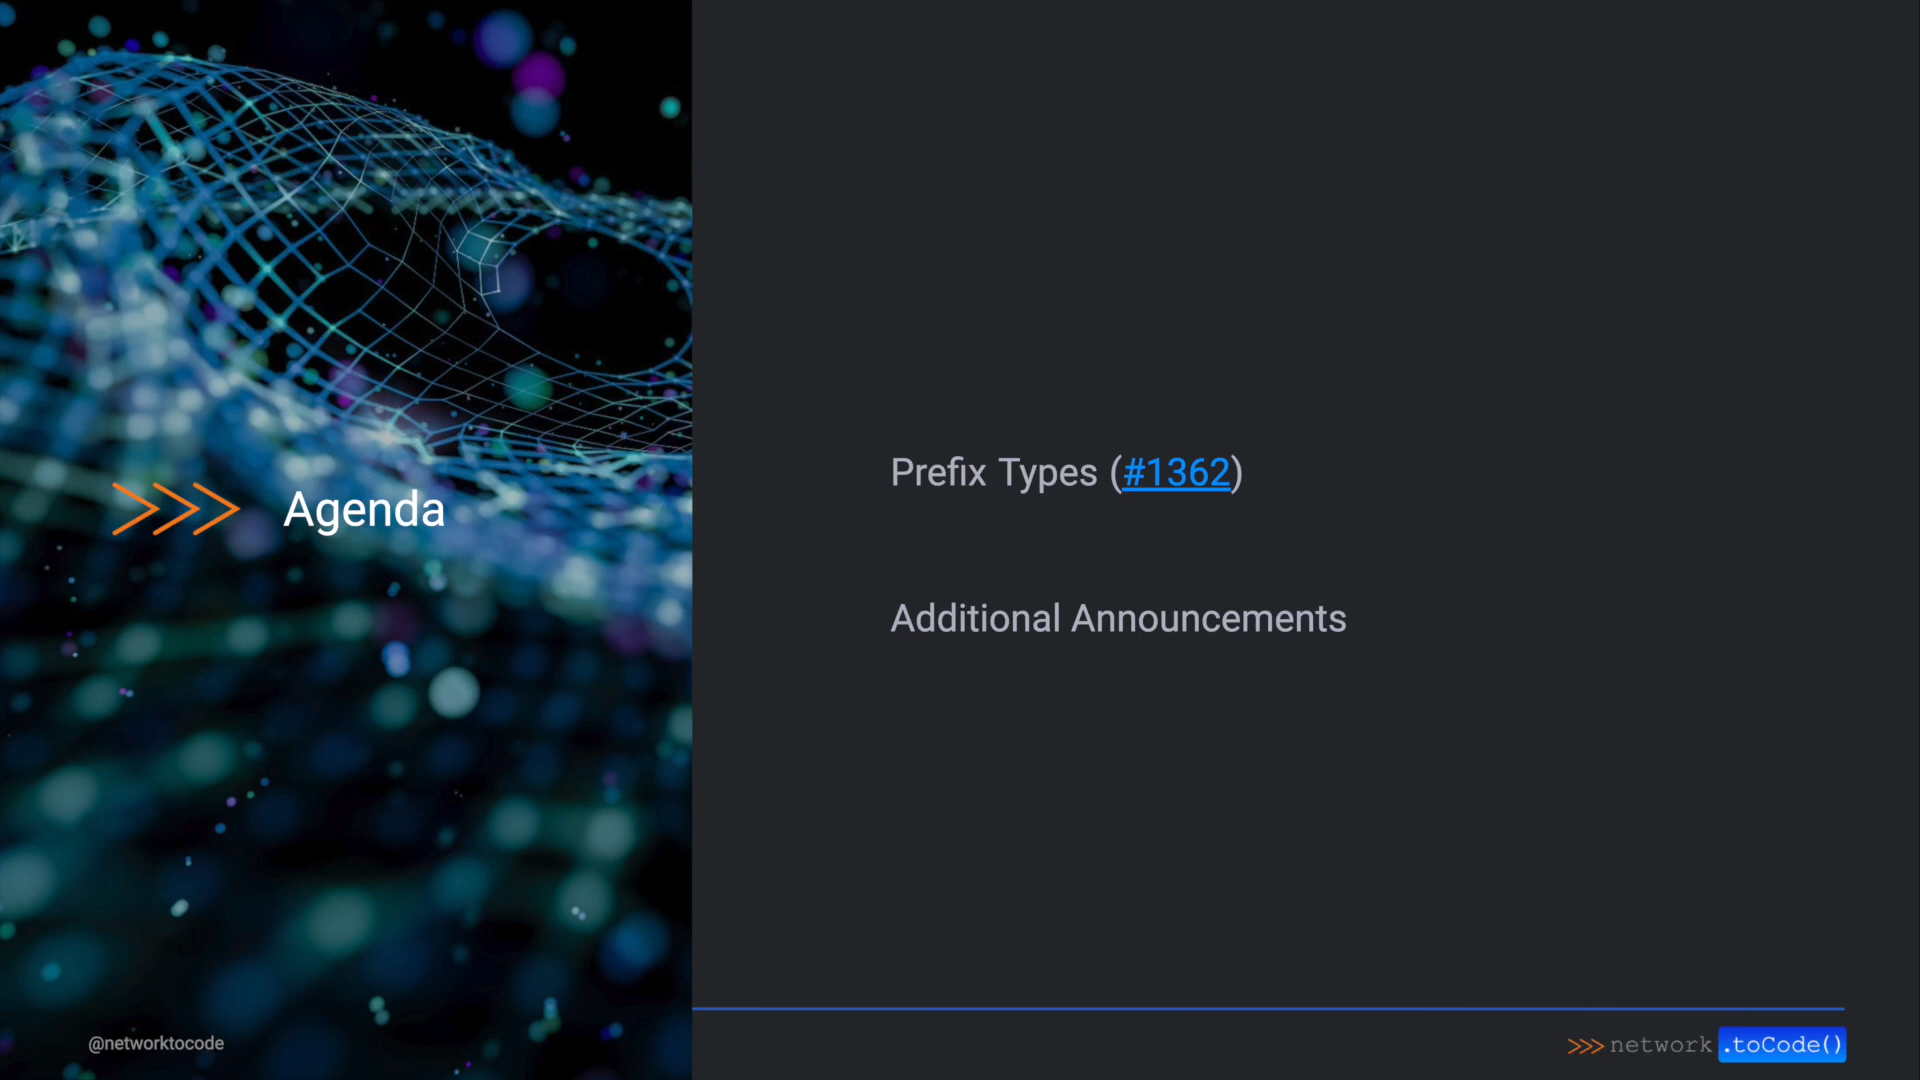 Agenda
Prefix Types (#1362)
Additional Announcements
@networktocode
>>> network .toCode()